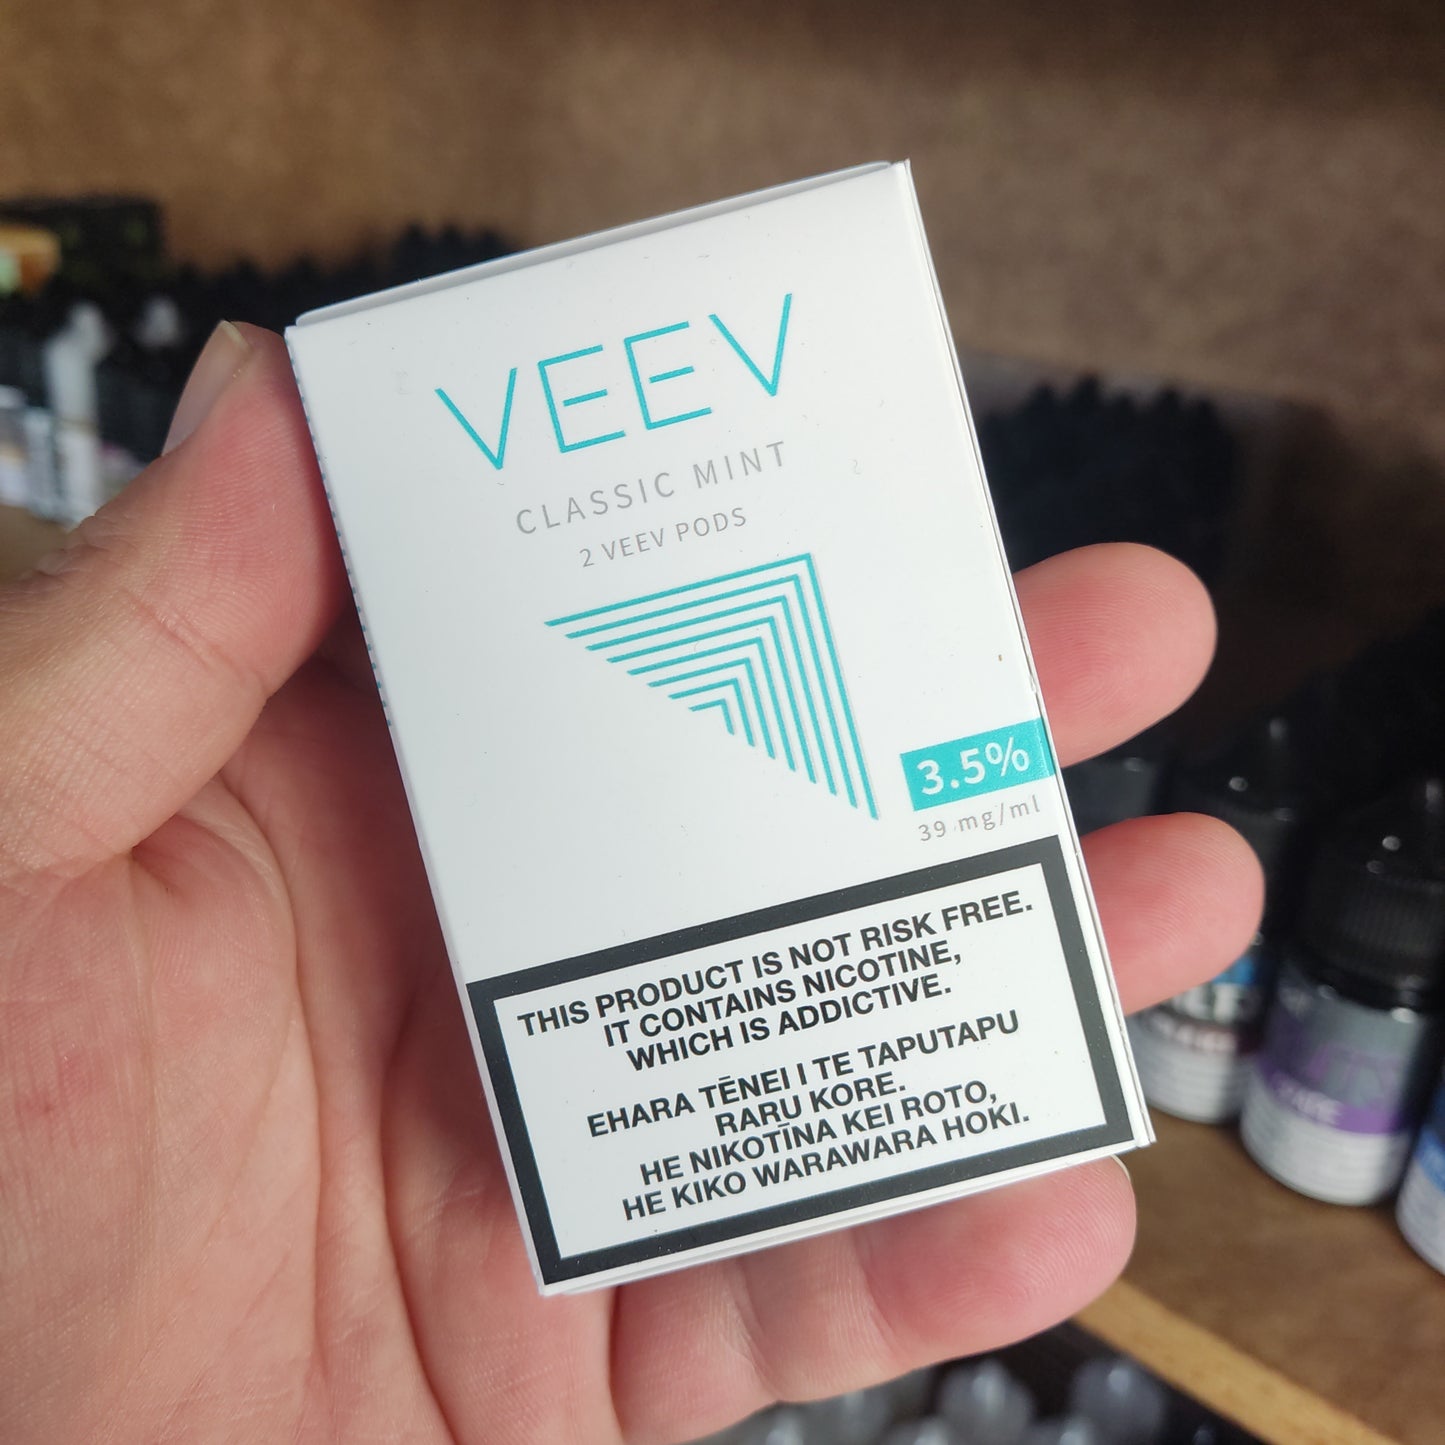 VEEV
CLASSIC MINT
2 VEEV PODS
3.5%
39 mg/ml
THIS PRODUCT IS NOT RISK FREE.
IT CONTAINS NICOTINE,
WHICH IS ADDICTIVE.
EHARA TĒNEI I TE TAPUTAPU
RARU KORE.
HE NIKOTĪNA KEI ROTO,
HE KIKO WARAWARA HOKI.